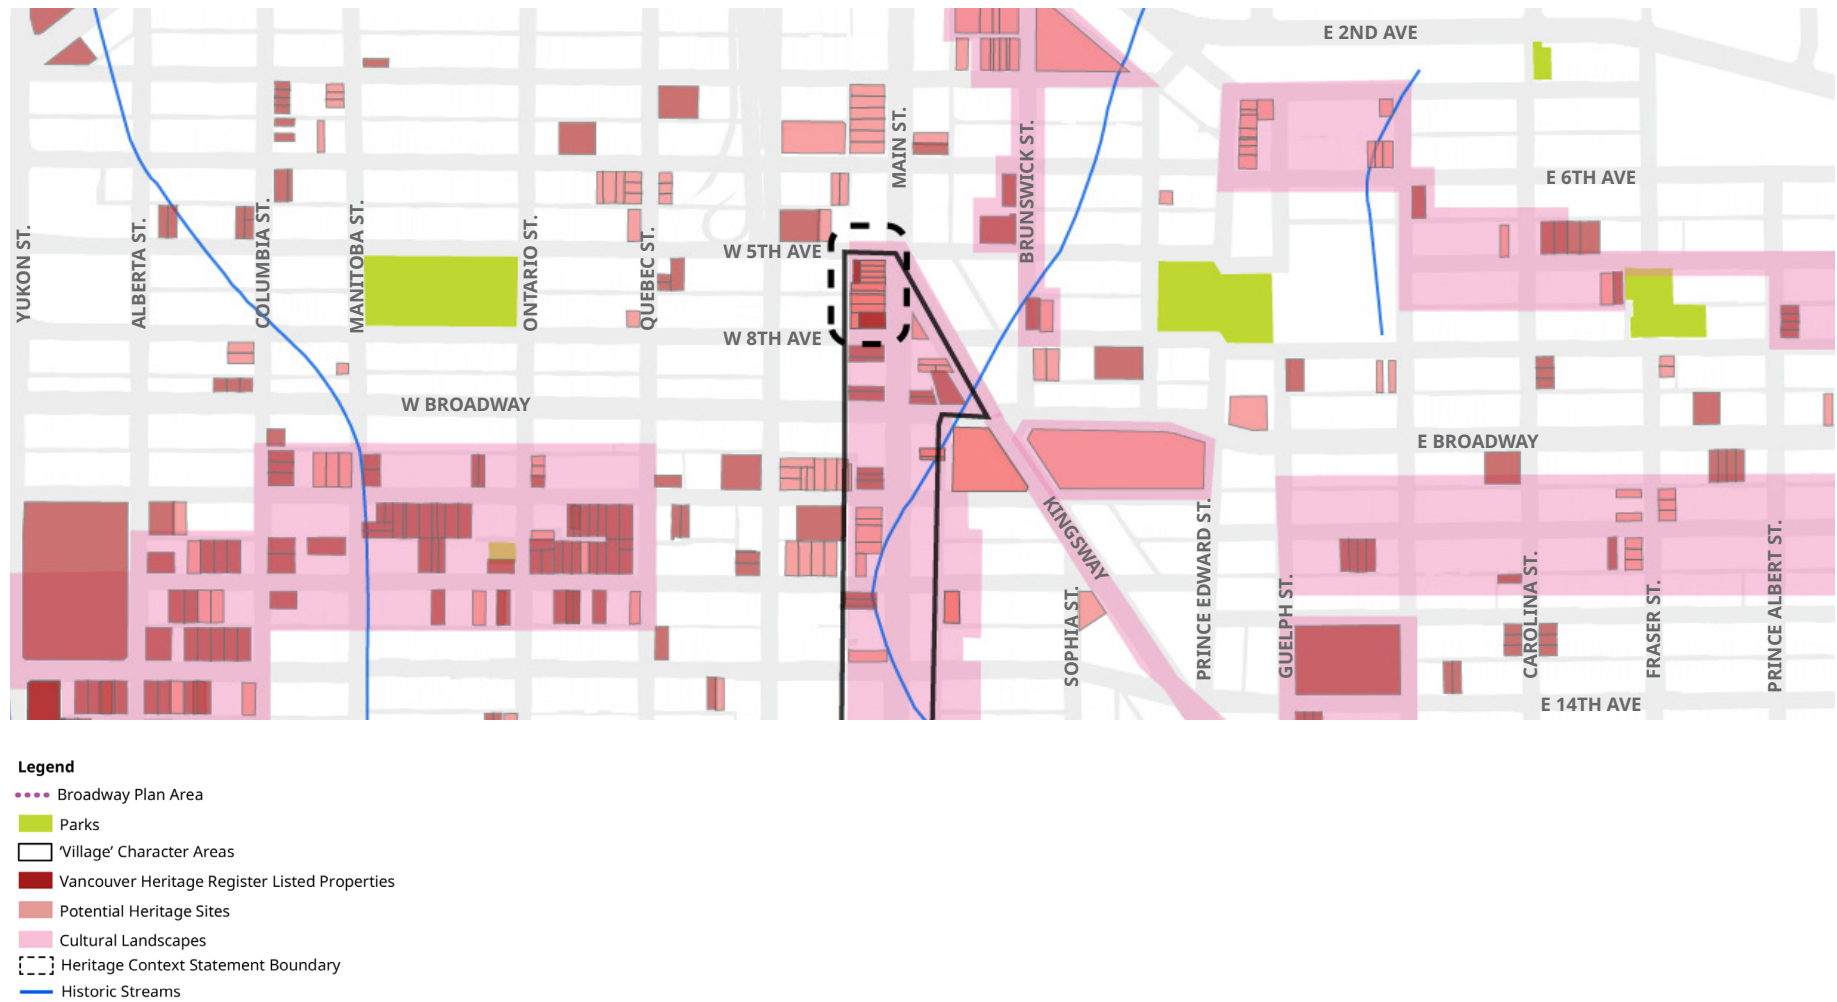 E 2ND AVE
MAIN ST.
BRUNSWICK ST.
E 6TH AVE
YUKON ST.
ALBERTA ST.
COLUMBIA ST.
MANITOBA ST.
ONTARIO ST.
QUEBEC ST.
W 5TH AVE
W 8TH AVE
W BROADWAY
E BROADWAY
KINGSWAY
SOPHIA ST.
PRINCE EDWARD ST.
GUELPH ST.
CAROLINA ST.
FRASER ST.
PRINCE ALBERT ST.
E 14TH AVE
Legend
Broadway Plan Area
Parks
‘Village’ Character Areas
Vancouver Heritage Register Listed Properties
Potential Heritage Sites
Cultural Landscapes
Heritage Context Statement Boundary
Historic Streams